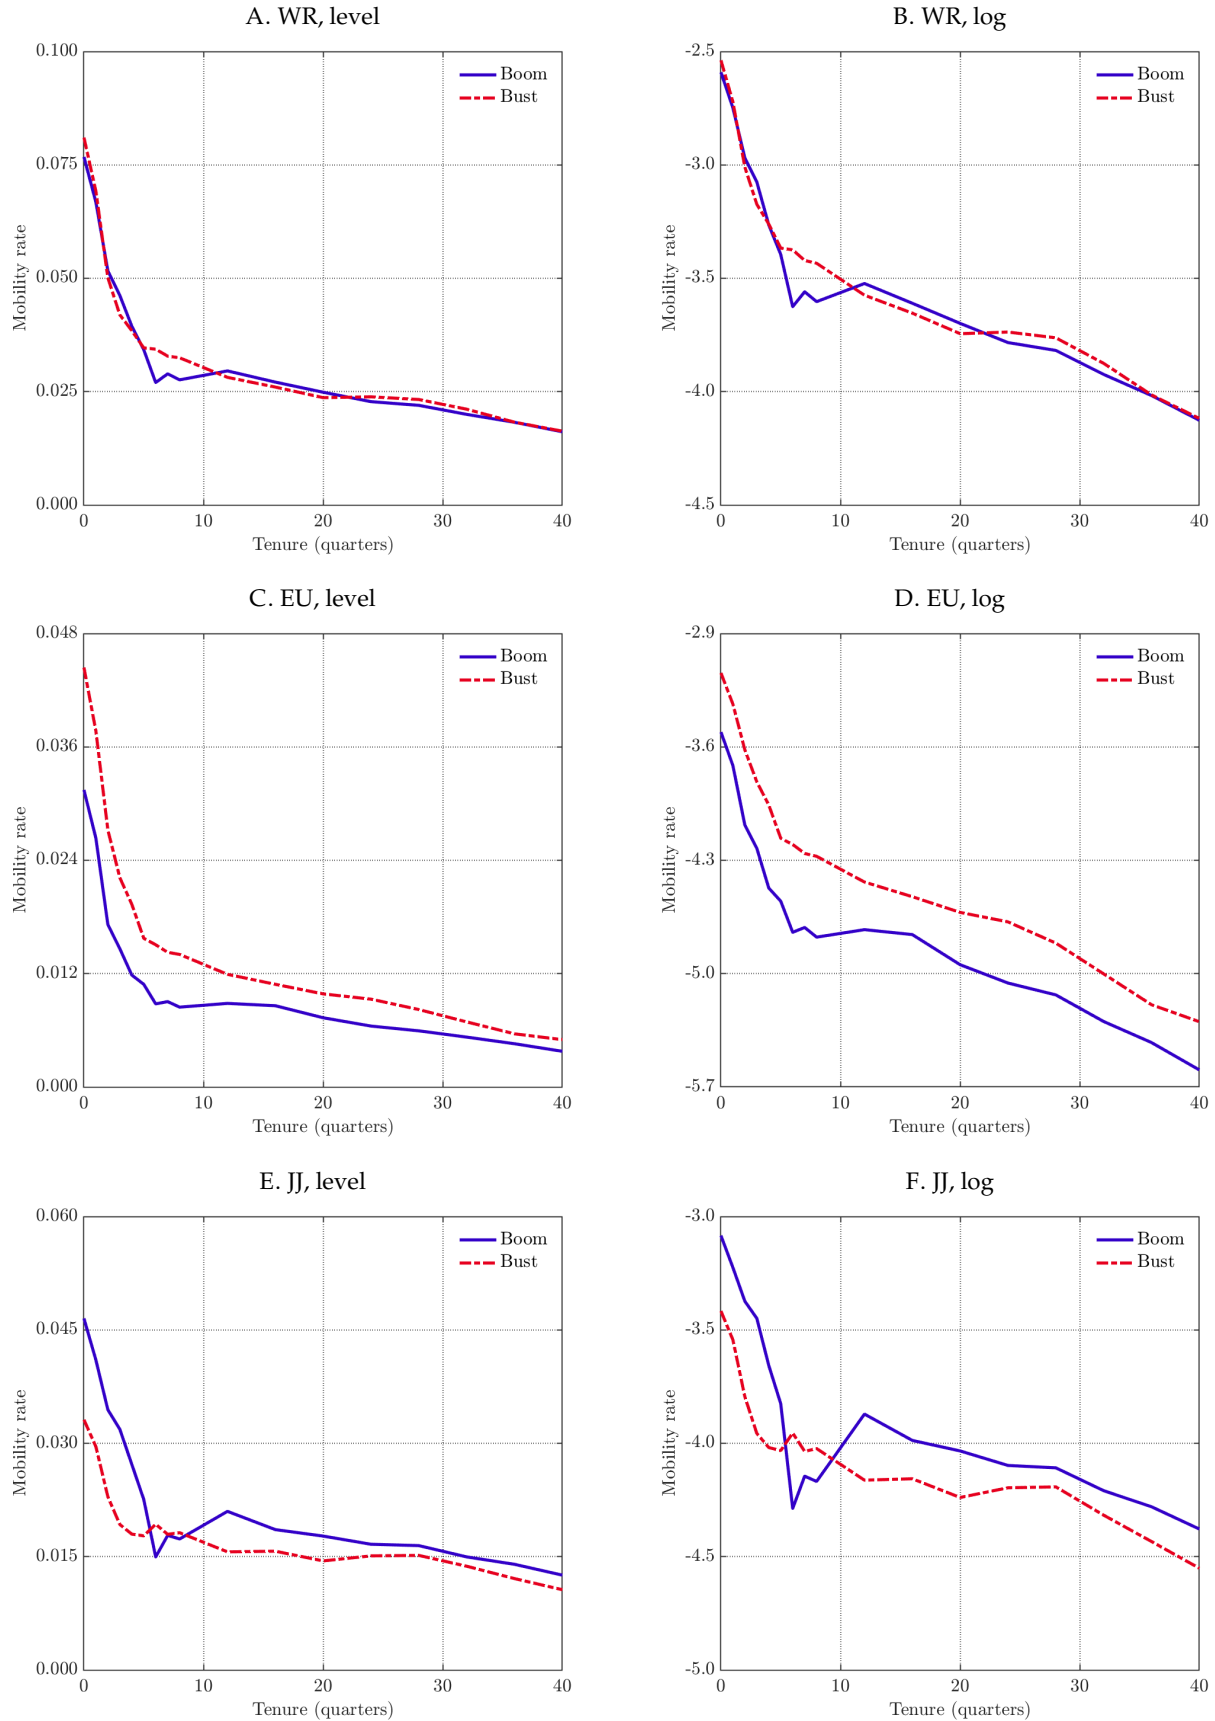 A. WR, level
0.100
0.075
0.050
0.025
0.000
Mobility rate
Boom
Bust
0 10 20 30 40
Tenure (quarters)
B. WR, log
-2.5
-3.0
-3.5
-4.0
-4.5
Mobility rate
Boom
Bust
0 10 20 30 40
Tenure (quarters)
C. EU, level
0.048
0.036
0.024
0.012
0.000
Mobility rate
Boom
Bust
0 10 20 30 40
Tenure (quarters)
D. EU, log
-2.9
-3.6
-4.3
-5.0
-5.7
Mobility rate
Boom
Bust
0 10 20 30 40
Tenure (quarters)
E. JJ, level
0.060
0.045
0.030
0.015
0.000
Mobility rate
Boom
Bust
0 10 20 30 40
Tenure (quarters)
F. JJ, log
-3.0
-3.5
-4.0
-4.5
-5.0
Mobility rate
Boom
Bust
0 10 20 30 40
Tenure (quarters)